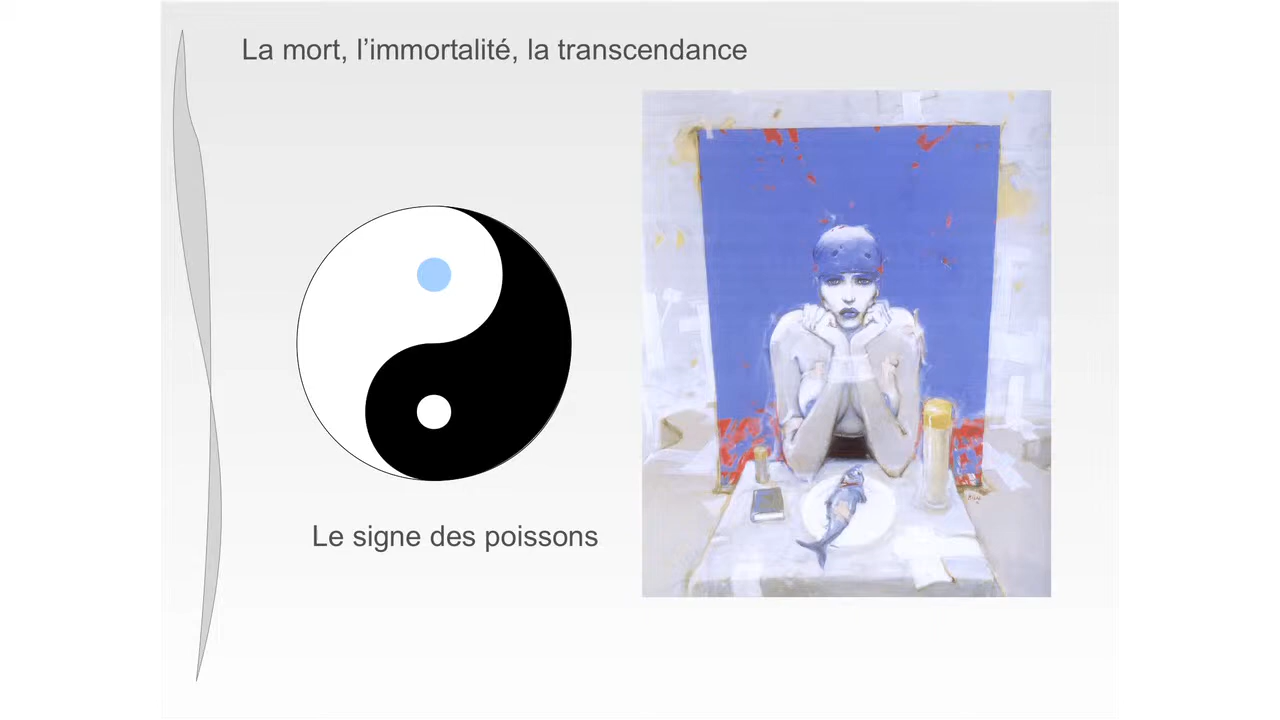 La mort, l’immortalité, la transcendance
Le signe des poissons